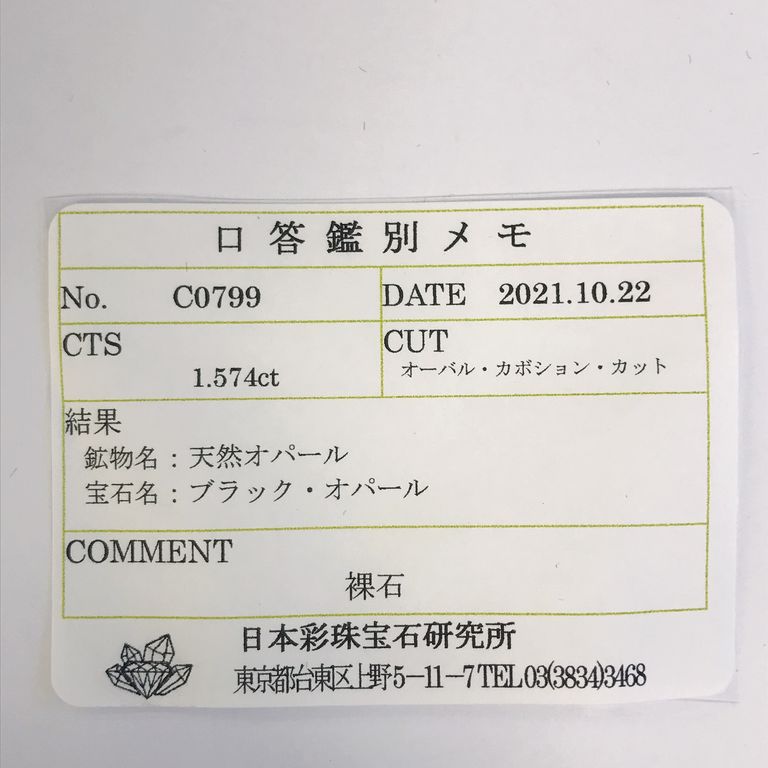 口答鑑別メモ
No. C0799 DATE 2021.10.22
CTS CUT
1.574ct オーバル・カボション・カット
結果
鉱物名：天然オパール
宝石名：ブラック・オパール
COMMENT
裸石
日本彩珠宝石研究所
東京都台東区上野5-11-7 TEL 03(3834)3468